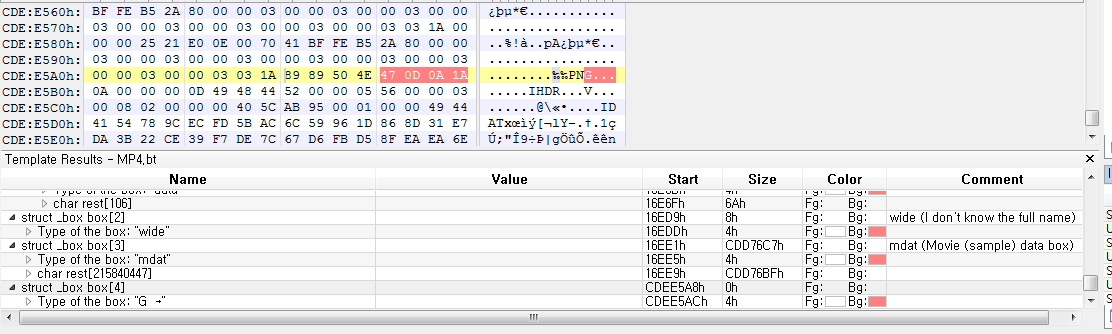 CDE:E560h: BF FE B5 2A 80 00 00 03 00 00 03 00 00 03 00 00 ¿þµ*€...........
CDE:E570h: 03 00 00 03 00 00 03 00 00 03 00 00 03 03 1A 00 ................
CDE:E580h: 00 00 25 21 E0 0E 00 70 41 BF FE B5 2A 80 00 00 ..%!à..pA¿þµ*€..
CDE:E590h: 03 00 00 03 00 00 03 00 00 03 00 00 03 00 00 03 ................
CDE:E5A0h: 00 00 03 00 00 03 03 1A 89 89 50 4E 47 0D 0A 1A ........‰‰PNG...
CDE:E5B0h: 0A 00 00 00 0D 49 48 44 52 00 00 05 56 00 00 03 .....IHDR...V...
CDE:E5C0h: 00 08 02 00 00 00 40 5C AB 95 00 01 00 00 49 44 ......@\«•....ID
CDE:E5D0h: 41 54 78 9C EC FD 5B AC 6C 59 96 1D 86 8D 31 E7 ATxœìý[¬lY–.†.1ç
CDE:E5E0h: DA 3B 22 CE 39 F7 DE 7C 67 D6 FB D5 8F EA EA 6E Ú;"Î9÷Þ|gÖûÕ.êên
Template Results - MP4.bt
Name Value Start Size Color Comment
Type of the box: "data" 16E6Bh 4h Fg: Bg:
char rest[106] 16E6Fh 6Ah Fg: Bg:
struct _box box[2] 16ED9h 8h Fg: Bg: wide (I don't know the full name)
Type of the box: "wide" 16EDDh 4h Fg: Bg:
struct _box box[3] 16EE1h CDD76C7h Fg: Bg: mdat (Movie (sample) data box)
Type of the box: "mdat" 16EE5h 4h Fg: Bg:
char rest[215840447] 16EE9h CDD76BFh Fg: Bg:
struct _box box[4] CDEE5A8h 0h Fg: Bg:
Type of the box: "G →" CDEE5ACh 4h Fg: Bg: